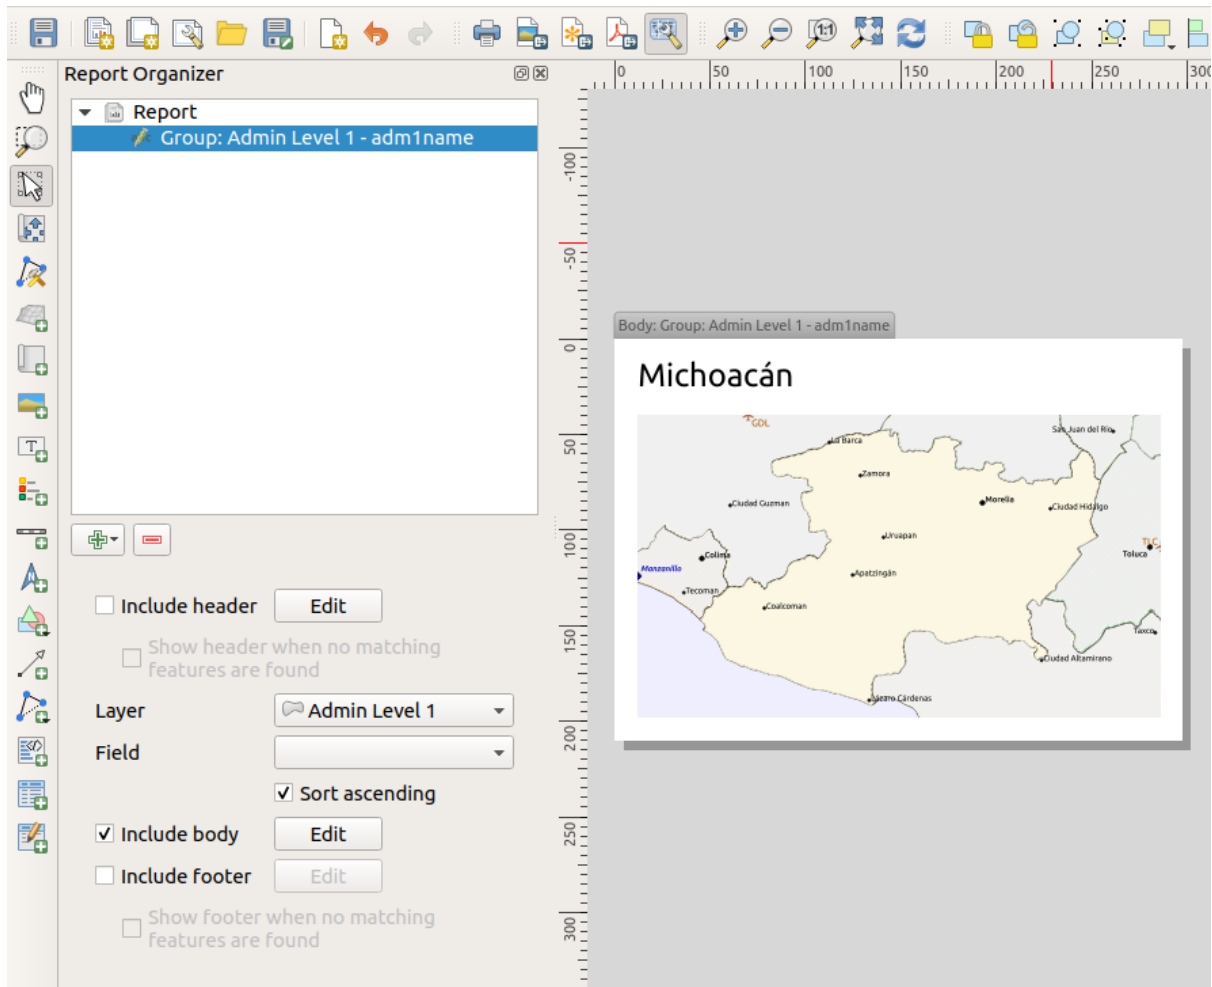 1:1
Report Organizer
Report
Group: Admin Level 1 - adm1name
Include header
Edit
Show header when no matching
features are found
Layer
Admin Level 1
Field
Sort ascending
Include body
Edit
Include footer
Edit
Show footer when no matching
features are found
0 50 100 150 200 250 300
-100
-50
0
50
100
150
200
250
300
Body: Group: Admin Level 1 - adm1name
Michoacán
GDL
San Juan del Rio
La Barca
Zamora
Ciudad Guzman
Morelia
Ciudad Hidalgo
Uruapan
TLC
Toluca
Colima
Manzanillo
Apatzingán
Tecoman
Coalcoman
Taxco
Ciudad Altamirano
Lázaro Cárdenas